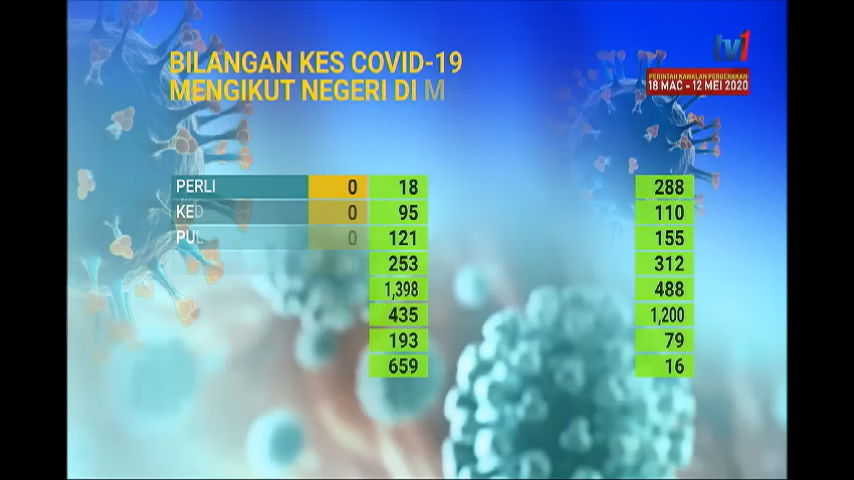 BILANGAN KES COVID-19
MENGIKUT NEGERI DI M
tv1
PERINTAH KAWALAN PERGERAKAN
18 MAC - 12 MEI 2020
PERLI 0 18 288
KED 0 95 110
PUL 0 121 155
253 312
1,398 488
435 1,200
193 79
659 16